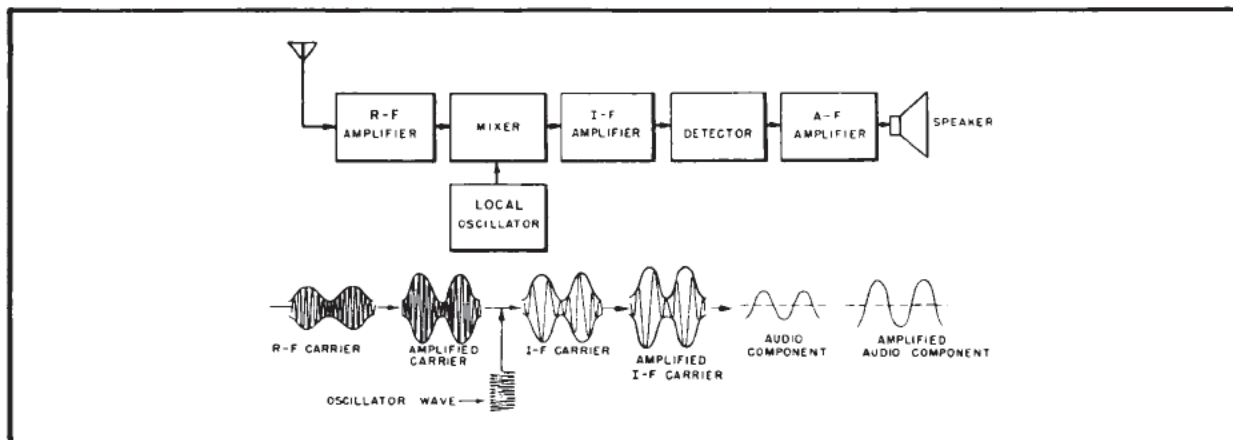 R-F
AMPLIFIER
MIXER
I-F
AMPLIFIER
DETECTOR
A-F
AMPLIFIER
SPEAKER
LOCAL
OSCILLATOR
R-F CARRIER
AMPLIFIED
CARRIER
I-F CARRIER
AMPLIFIED
I-F CARRIER
AUDIO
COMPONENT
AMPLIFIED
AUDIO COMPONENT
OSCILLATOR WAVE